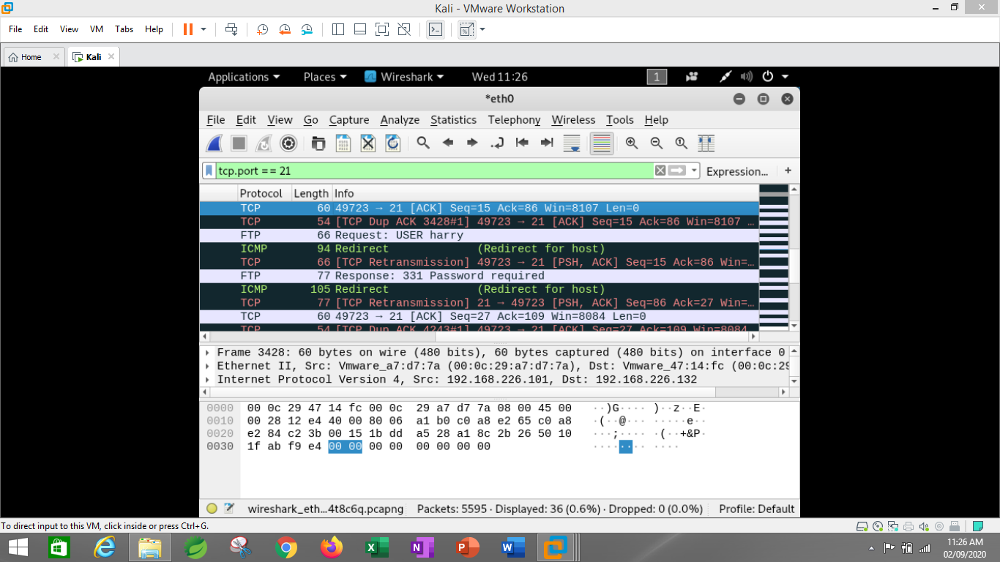 Kali - VMware Workstation
File Edit View VM Tabs Help
Home
Kali
Applications Places Wireshark Wed 11:26 1
*eth0
File Edit View Go Capture Analyze Statistics Telephony Wireless Tools Help
tcp.port == 21 Expression… +
Protocol Length Info
TCP 60 49723 → 21 [ACK] Seq=15 Ack=86 Win=8107 Len=0
TCP 54 [TCP Dup ACK 3428#1] 49723 → 21 [ACK] Seq=15 Ack=86 Win=8107 …
FTP 66 Request: USER harry
ICMP 94 Redirect (Redirect for host)
TCP 66 [TCP Retransmission] 49723 → 21 [PSH, ACK] Seq=15 Ack=86 Win=…
FTP 77 Response: 331 Password required
ICMP 105 Redirect (Redirect for host)
TCP 77 [TCP Retransmission] 21 → 49723 [PSH, ACK] Seq=86 Ack=27 Win=…
TCP 60 49723 → 21 [ACK] Seq=27 Ack=109 Win=8084 Len=0
TCP 54 [TCP Dup ACK 4243#1] 49723 → 21 [ACK] Seq=27 Ack=109 Win=8084
Frame 3428: 60 bytes on wire (480 bits), 60 bytes captured (480 bits) on interface 0
Ethernet II, Src: Vmware_a7:d7:7a (00:0c:29:a7:d7:7a), Dst: Vmware_47:14:fc (00:0c:29
Internet Protocol Version 4, Src: 192.168.226.101, Dst: 192.168.226.132
0000 00 0c 29 47 14 fc 00 0c 29 a7 d7 7a 08 00 45 00 ··)G···· )··z··E·
0010 00 28 12 e4 40 00 80 06 a1 b0 c0 a8 e2 65 c0 a8 ·(··@··· ·····e··
0020 e2 84 c2 3b 00 15 1b dd a5 28 a1 8c 2b 26 50 10 ···;···· ·(··+&P·
0030 1f ab f9 e4 00 00 00 00 00 00 00 00 ········ ····
wireshark_eth…4t8c6q.pcapng Packets: 5595 · Displayed: 36 (0.6%) · Dropped: 0 (0.0%) Profile: Default
To direct input to this VM, click inside or press Ctrl+G.
11:26 AM
02/09/2020